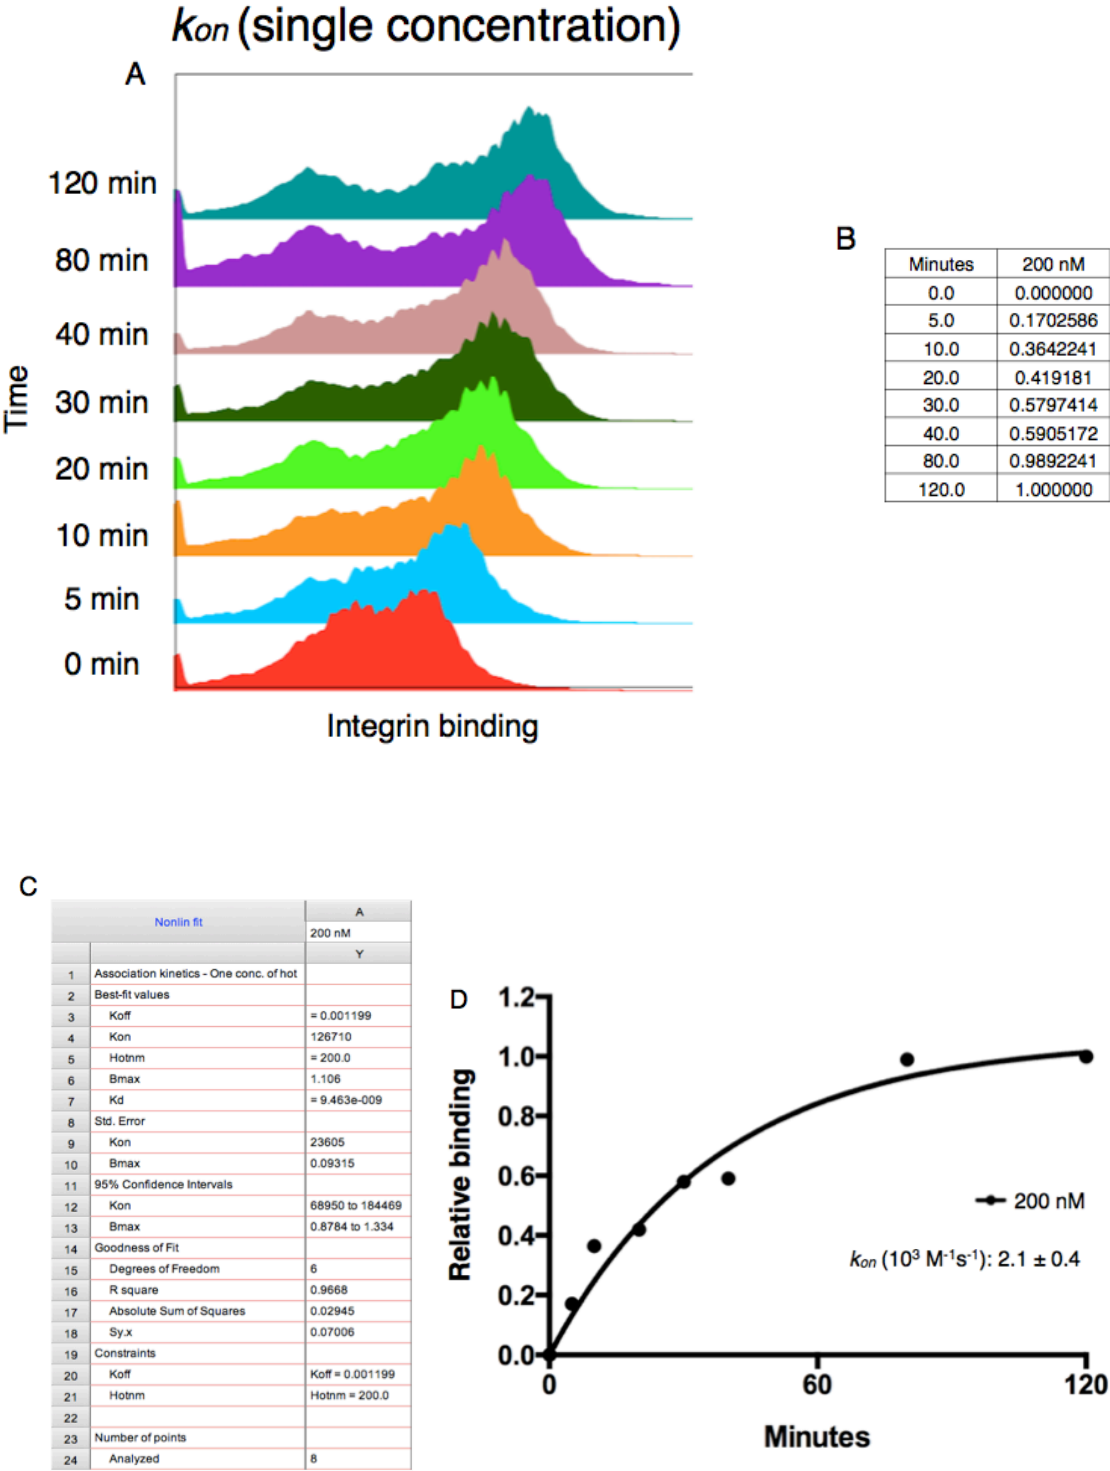 kon (single concentration)
A
120 min
80 min
40 min
30 min
20 min
10 min
5 min
0 min
Time
Integrin binding
B
Minutes 200 nM
0.0 0.000000
5.0 0.1702586
10.0 0.3642241
20.0 0.419181
30.0 0.5797414
40.0 0.5905172
80.0 0.9892241
120.0 1.000000
C
Nonlin fit A
200 nM
Y
1 Association kinetics - One conc. of hot
2 Best-fit values
3 Koff = 0.001199
4 Kon 126710
5 Hotnm = 200.0
6 Bmax 1.106
7 Kd = 9.463e-009
8 Std. Error
9 Kon 23605
10 Bmax 0.09315
11 95% Confidence Intervals
12 Kon 68950 to 184469
13 Bmax 0.8784 to 1.334
14 Goodness of Fit
15 Degrees of Freedom 6
16 R square 0.9668
17 Absolute Sum of Squares 0.02945
18 Sy.x 0.07006
19 Constraints
20 Koff Koff = 0.001199
21 Hotnm Hotnm = 200.0
22
23 Number of points
24 Analyzed 8
D
1.2
1.0
0.8
0.6
0.4
0.2
0.0
Relative binding
200 nM
kon (10³ M⁻¹s⁻¹): 2.1 ± 0.4
0 60 120
Minutes